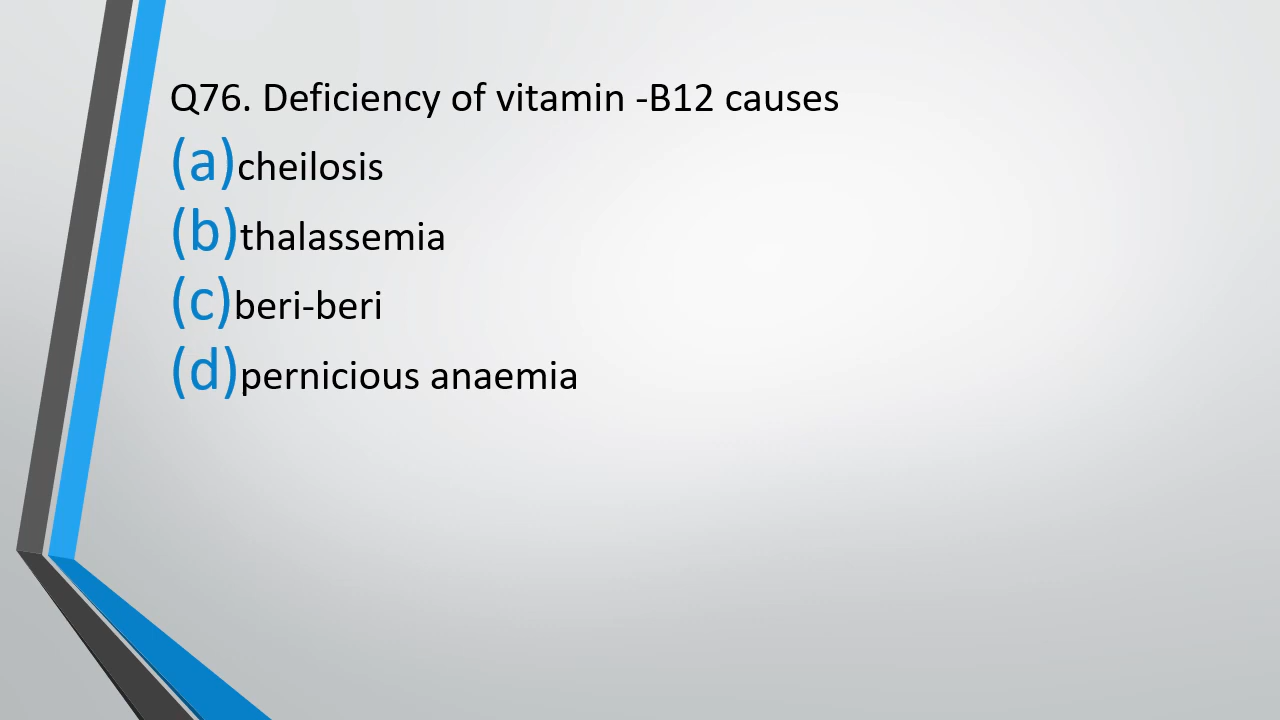 Q76. Deficiency of vitamin -B12 causes
(a)cheilosis
(b)thalassemia
(c)beri-beri
(d)pernicious anaemia